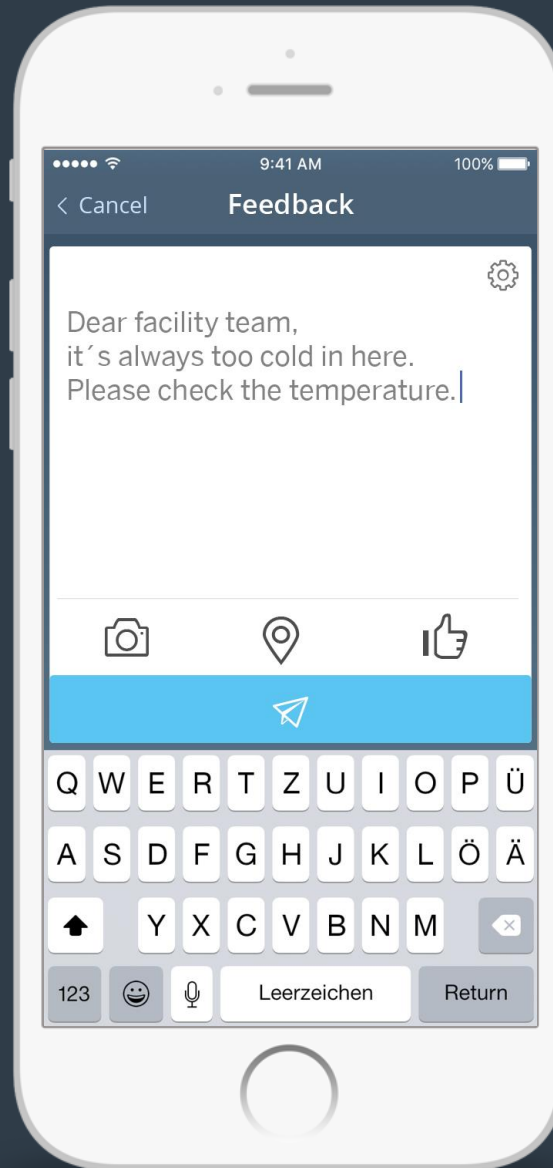 9:41 AM 100%
< Cancel Feedback
Dear facility team,
it´s always too cold in here.
Please check the temperature.
Q W E R T Z U I O P Ü
A S D F G H J K L Ö Ä
Y X C V B N M
123 Leerzeichen Return